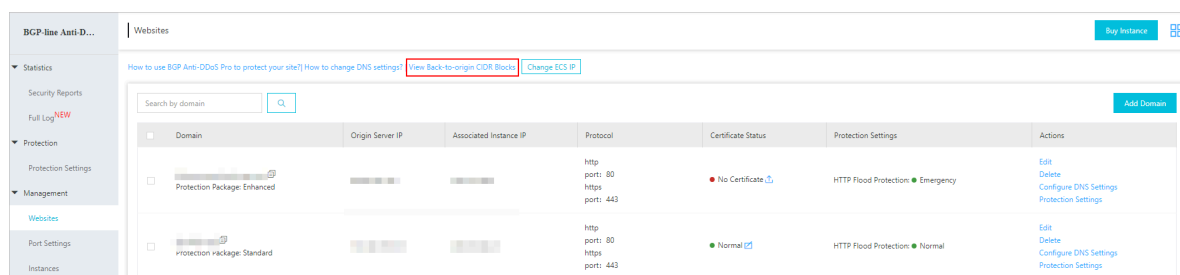 BGP-line Anti-D...
Websites
Buy Instance
Statistics
How to use BGP Anti-DDoS Pro to protect your site?| How to change DNS settings? View Back-to-origin CIDR Blocks Change ECS IP
Security Reports
Full Log NEW
Search by domain
Add Domain
Protection
Protection Settings
Management
Websites
Port Settings
Instances
Domain Origin Server IP Associated Instance IP Protocol Certificate Status Protection Settings Actions
Protection Package: Enhanced
http
port: 80
https
port: 443
No Certificate
HTTP Flood Protection: Emergency
Edit
Delete
Configure DNS Settings
Protection Settings
Protection Package: Standard
http
port: 80
https
port: 443
Normal
HTTP Flood Protection: Normal
Edit
Delete
Configure DNS Settings
Protection Settings